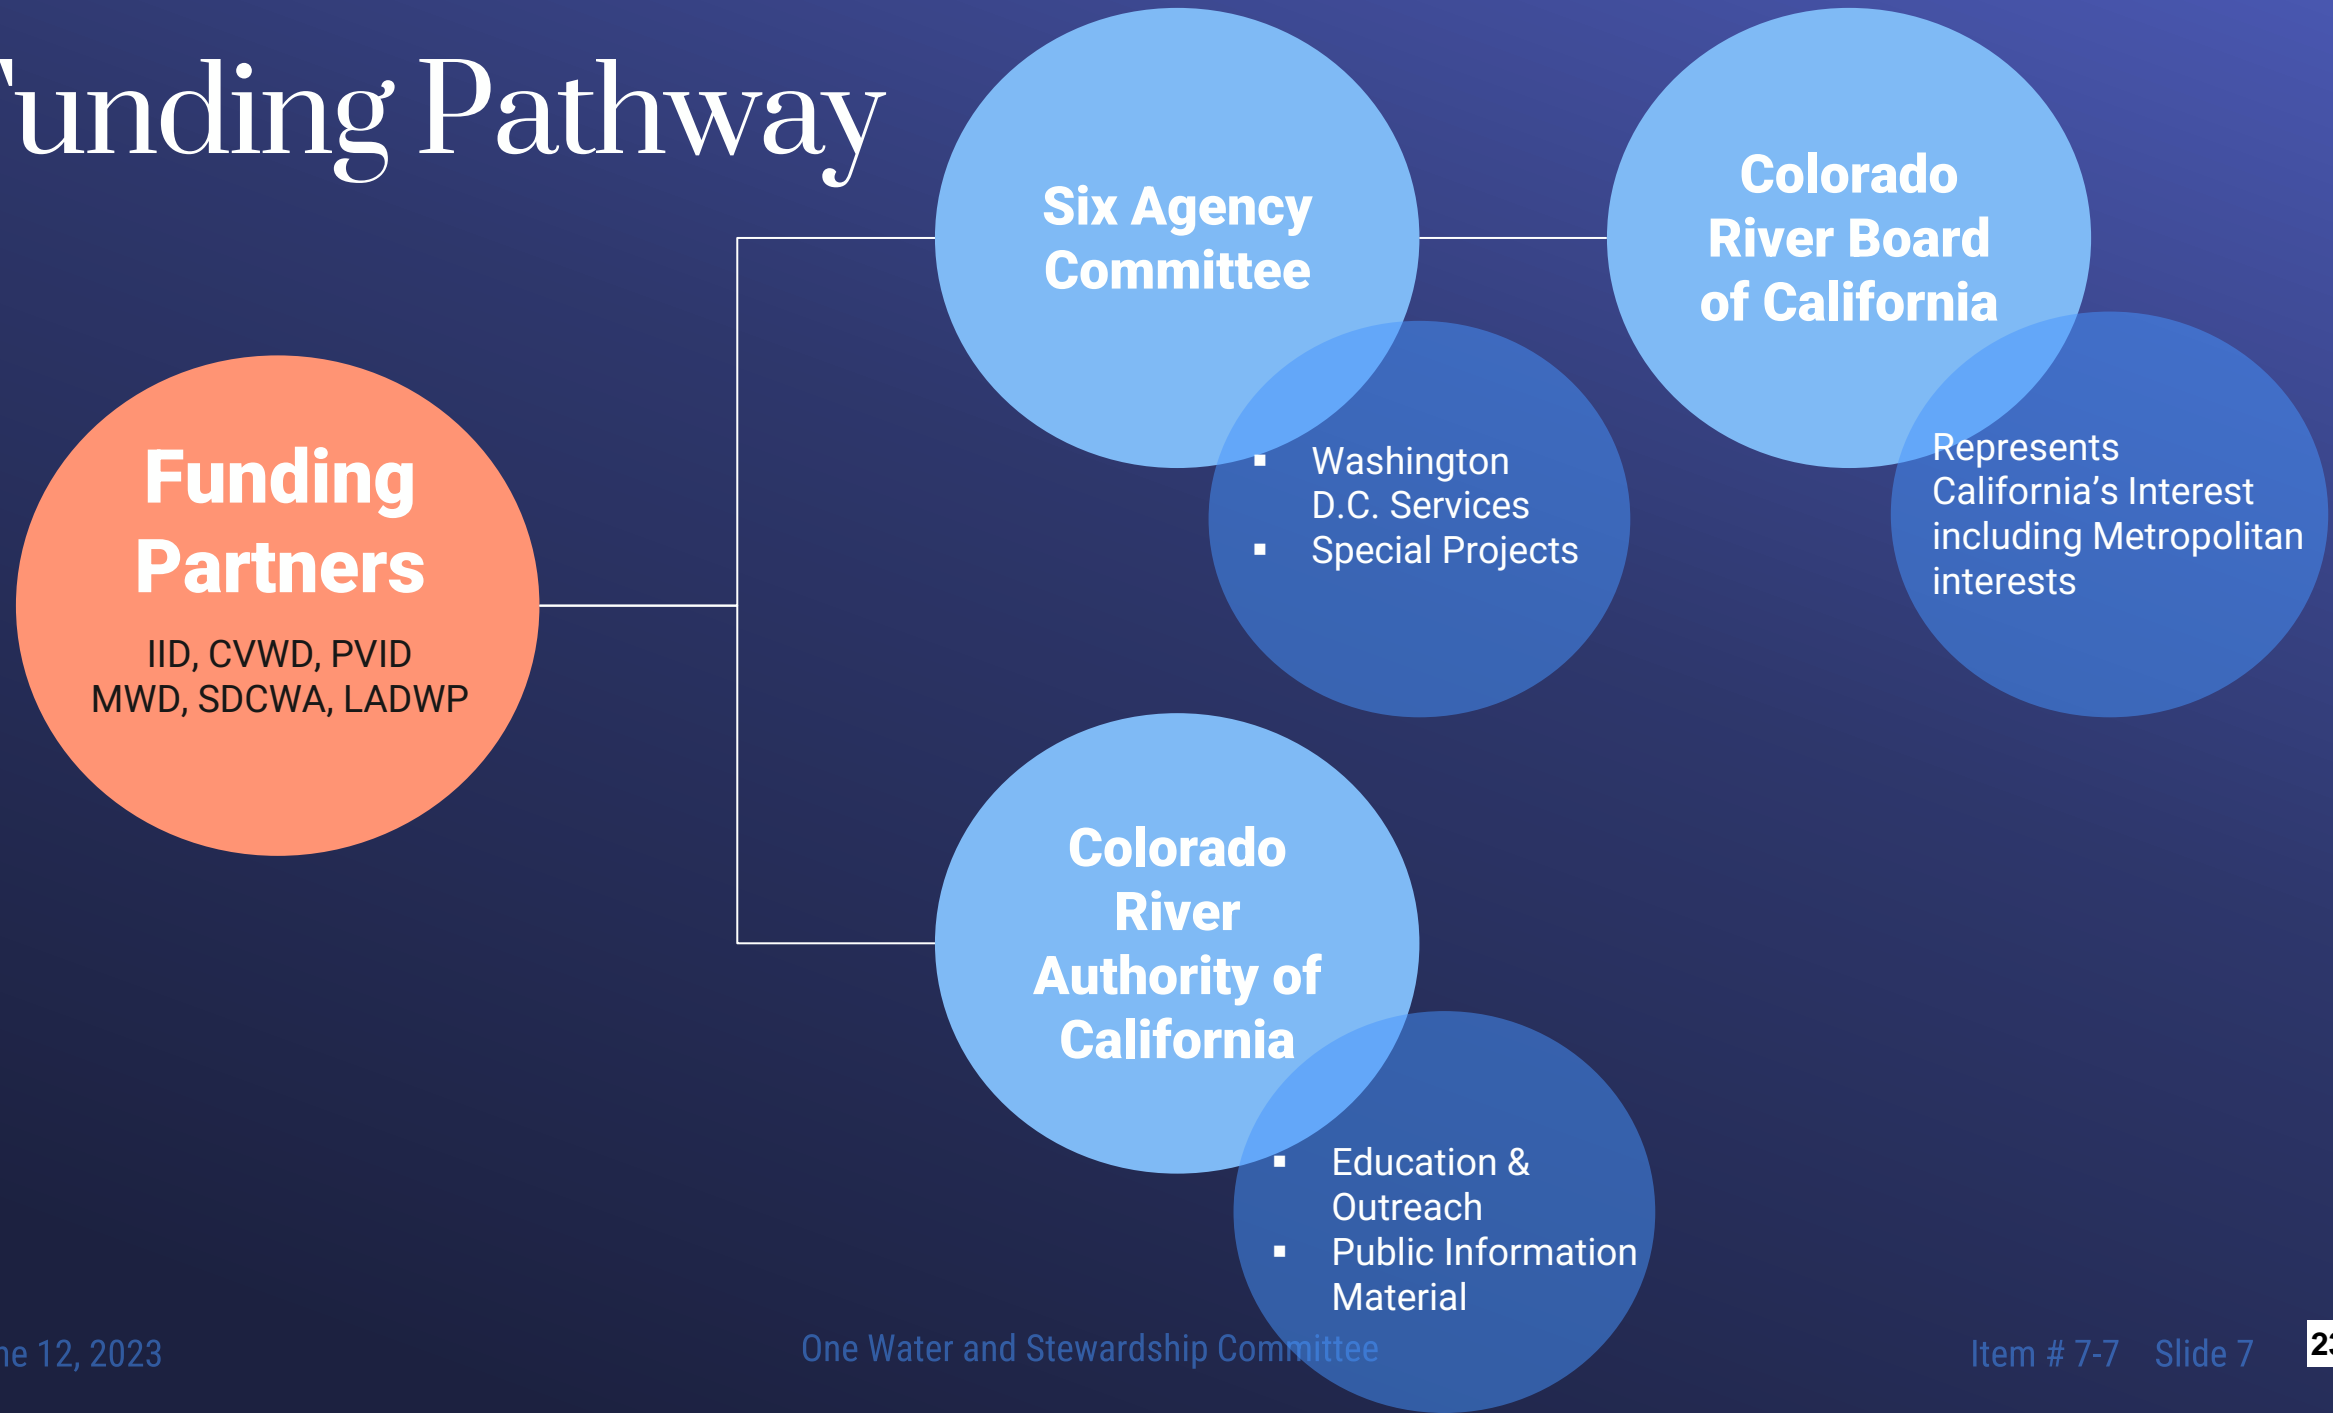 unding Pathway
Six Agency
Committee
Colorado
River Board
of California
Funding
Partners
IID, CVWD, PVID
MWD, SDCWA, LADWP
▪ Washington
D.C. Services
▪ Special Projects
Represents
California’s Interest
including Metropolitan
interests
Colorado
River
Authority of
California
▪ Education &
Outreach
▪ Public Information
Material
ne 12, 2023
One Water and Stewardship Committee
Item # 7-7 Slide 7